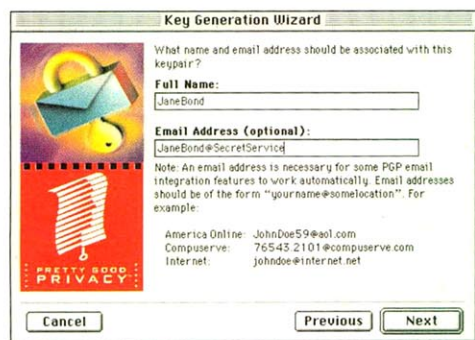 Key Generation Wizard
What name and email address should be associated with this
keypair?
Full Name:
JaneBond
Email Address (optional):
JaneBond@SecretService
Note: An email address is necessary for some PGP email
integration features to work automatically. Email addresses
should be of the form "yourname@somelocation". For
example:
America Online: JohnDoe59@aol.com
Compuserve: 76543.2101@compuserve.com
Internet: johndoe@internet.net
PRETTY GOOD
PRIVACY
Cancel
Previous
Next